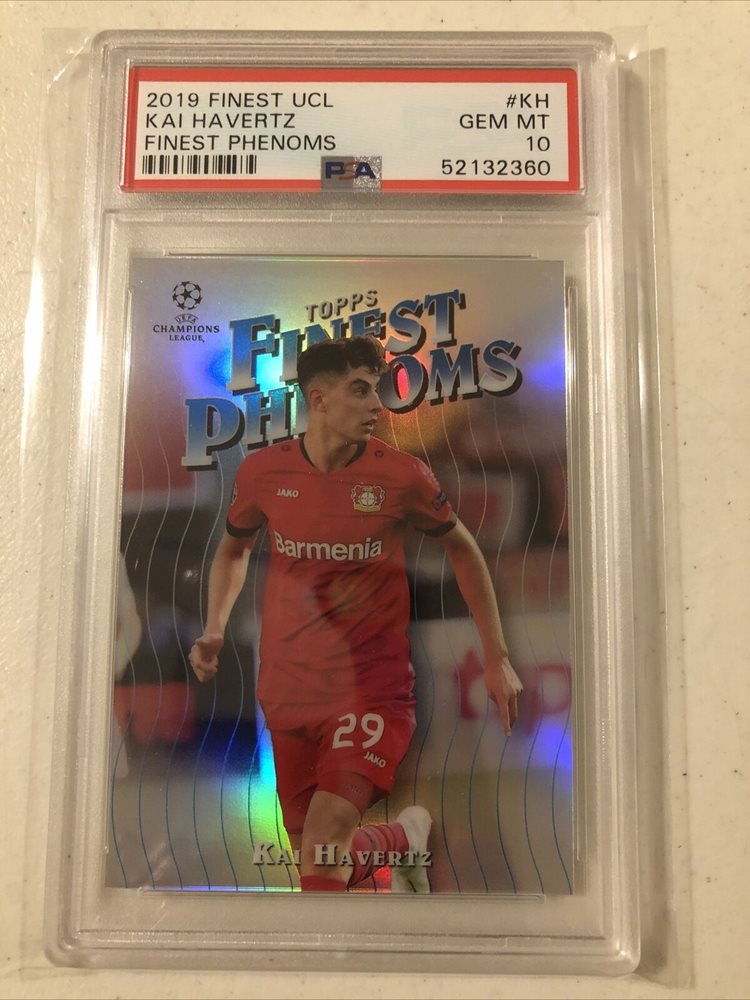 2019 FINEST UCL #KH
KAI HAVERTZ GEM MT
FINEST PHENOMS 10
PSA 52132360
UEFA
CHAMPIONS
LEAGUE
TOPPS
FINEST
PHENOMS
JAKO
Barmenia
29
JAKO
KAI HAVERTZ